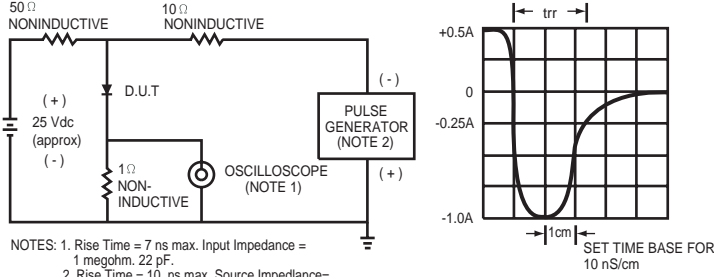 50 Ω
NONINDUCTIVE
10 Ω
NONINDUCTIVE
( + )
25 Vdc
(approx)
( - )
D.U.T
1 Ω
NON-
INDUCTIVE
OSCILLOSCOPE
(NOTE 1)
( - )
PULSE
GENERATOR
(NOTE 2)
( + )
trr
+0.5A
0
-0.25A
-1.0A
1cm
SET TIME BASE FOR
10 nS/cm
NOTES: 1. Rise Time = 7 ns max. Input Impedance =
1 megohm. 22 pF.
2. Rise Time = 10 ns max. Source Impedlance=